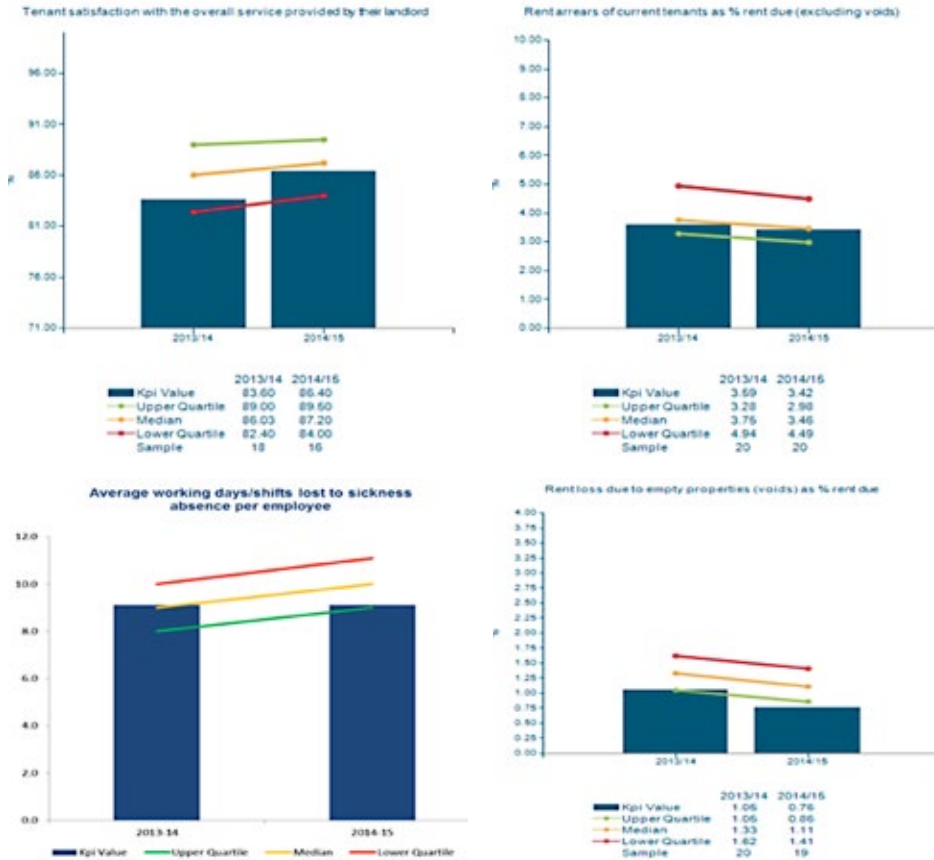 Tenant satisfaction with the overall service provided by their landlord
96.00
91.00
86.00
%
81.00
76.00
71.00
2013/14 2014/15
2013/14 2014/15
Kpi Value 83.60 86.40
Upper Quartile 89.00 89.50
Median 86.03 87.20
Lower Quartile 82.40 84.00
Sample 18 16
Rent arrears of current tenants as % rent due (excluding voids)
10.00
9.00
8.00
7.00
6.00
5.00
%
4.00
3.00
2.00
1.00
0.00
2013/14 2014/15
2013/14 2014/15
Kpi Value 3.59 3.42
Upper Quartile 3.28 2.98
Median 3.75 3.46
Lower Quartile 4.94 4.49
Sample 20 20
Average working days/shifts lost to sickness
absence per employee
12.0
10.0
8.0
6.0
4.0
2.0
0.0
2013-14 2014-15
Kpi Value Upper Quartile Median Lower Quartile
Rent loss due to empty properties (voids) as % rent due
4.00
3.75
3.50
3.25
3.00
2.75
2.50
2.25
2.00
%
1.75
1.50
1.25
1.00
0.75
0.50
0.25
0.00
2013/14 2014/15
2013/14 2014/15
Kpi Value 1.05 0.76
Upper Quartile 1.05 0.86
Median 1.33 1.11
Lower Quartile 1.62 1.41
Sample 20 19